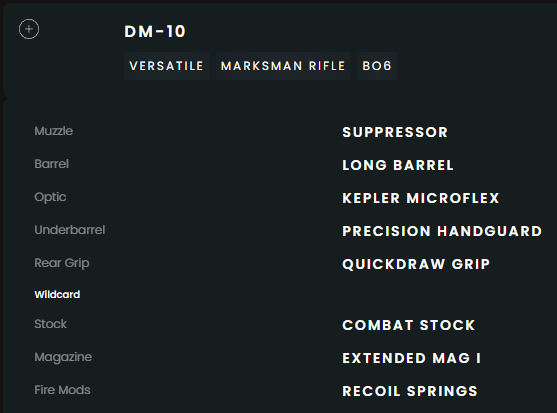 DM-10
VERSATILE MARKSMAN RIFLE BO6
Muzzle SUPPRESSOR
Barrel LONG BARREL
Optic KEPLER MICROFLEX
Underbarrel PRECISION HANDGUARD
Rear Grip QUICKDRAW GRIP
Wildcard
Stock COMBAT STOCK
Magazine EXTENDED MAG I
Fire Mods RECOIL SPRINGS